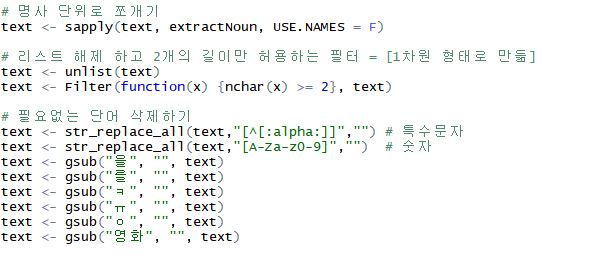 # 명사 단위로 쪼개기
text <- sapply(text, extractNoun, USE.NAMES = F)
# 리스트 해제 하고 2개의 길이만 허용하는 필터 = [1차원 형태로 만듦]
text <- unlist(text)
text <- Filter(function(x) {nchar(x) >= 2}, text)
# 필요없는 단어 삭제하기
text <- str_replace_all(text,"[^[:alpha:]]","") # 특수문자
text <- str_replace_all(text,"[A-Za-z0-9]","")  # 숫자
text <- gsub("을", "", text)
text <- gsub("를", "", text)
text <- gsub("ㅋ", "", text)
text <- gsub("ㅠ", "", text)
text <- gsub("ㅇ", "", text)
text <- gsub("영화", "", text)